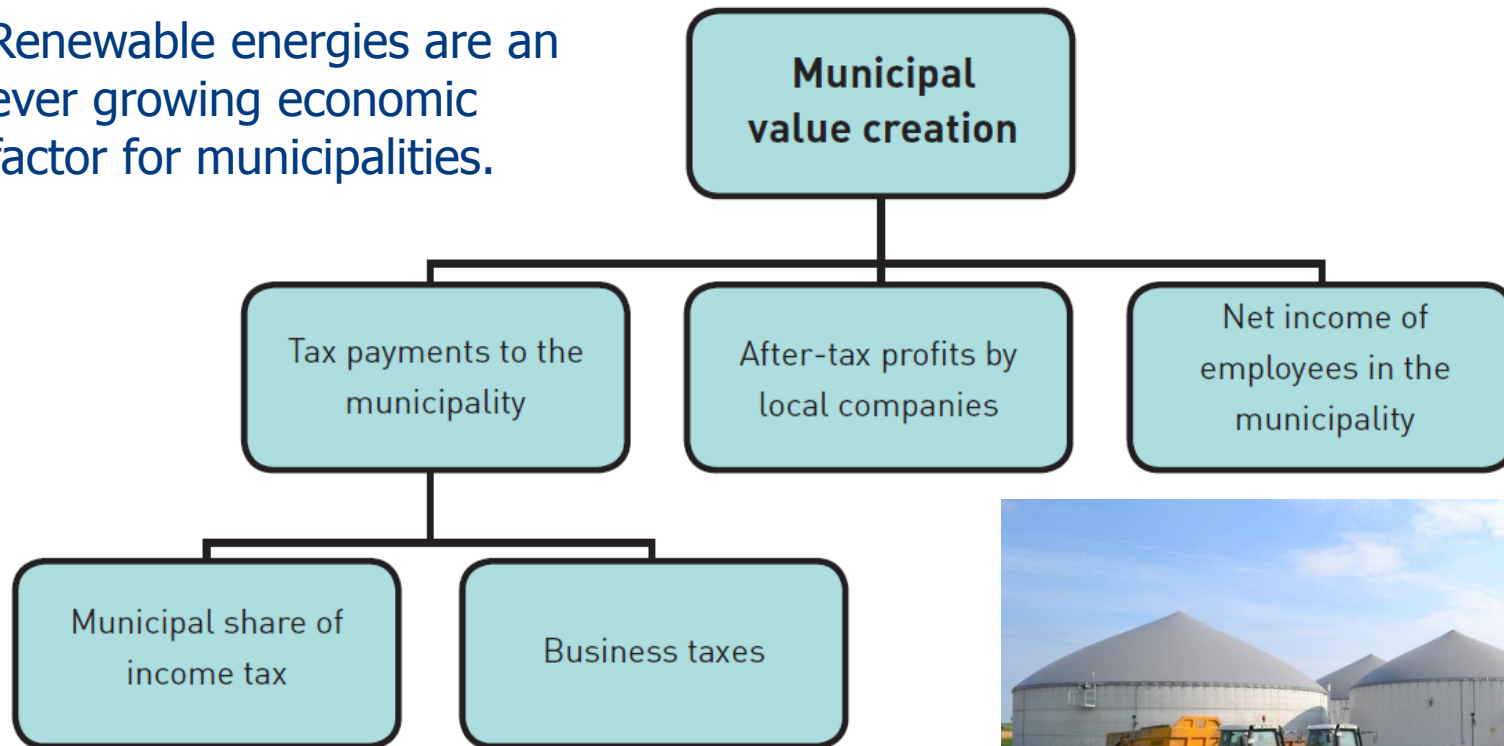 Renewable energies are an
ever growing economic
factor for municipalities.
Municipal
value creation
Tax payments to the
municipality
After-tax profits by
local companies
Net income of
employees in the
municipality
Municipal share of
income tax
Business taxes